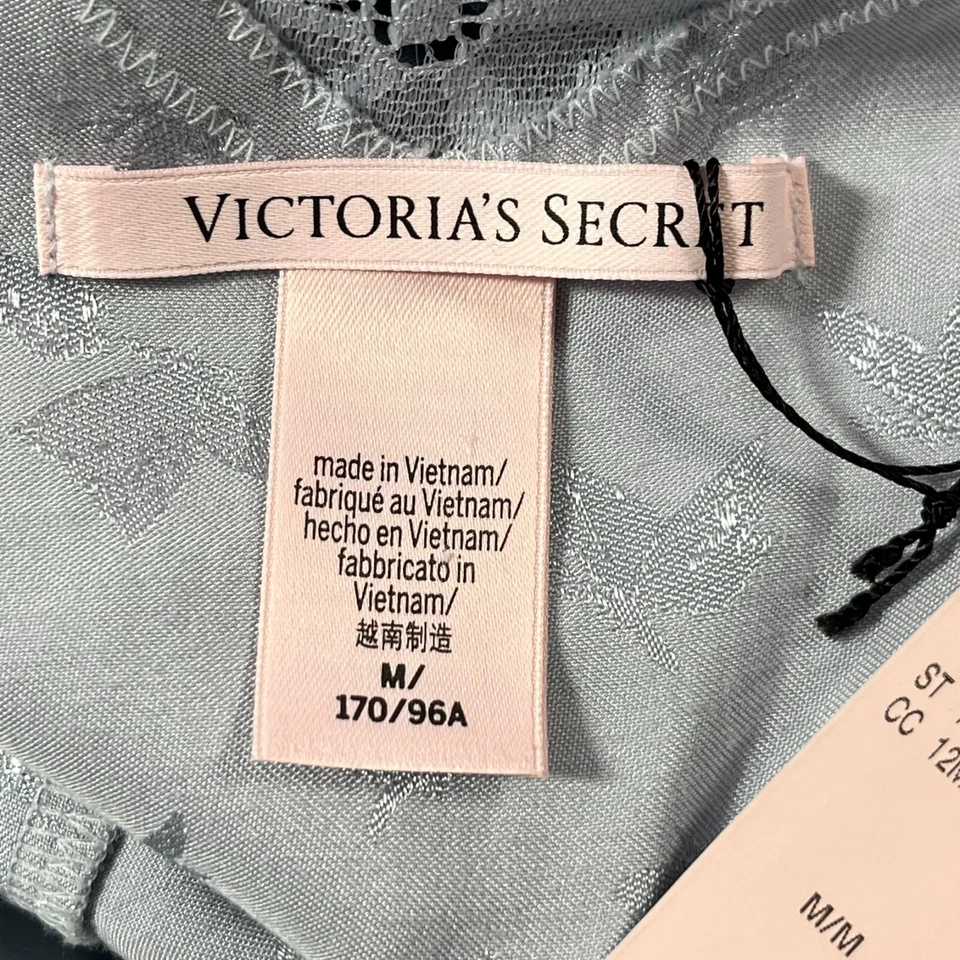 VICTORIA'S SECRET
made in Vietnam/
fabriqué au Vietnam/
hecho en Vietnam/
fabbricato in
Vietnam/
越南制造
M/
170/96A
ST
CC
M/M